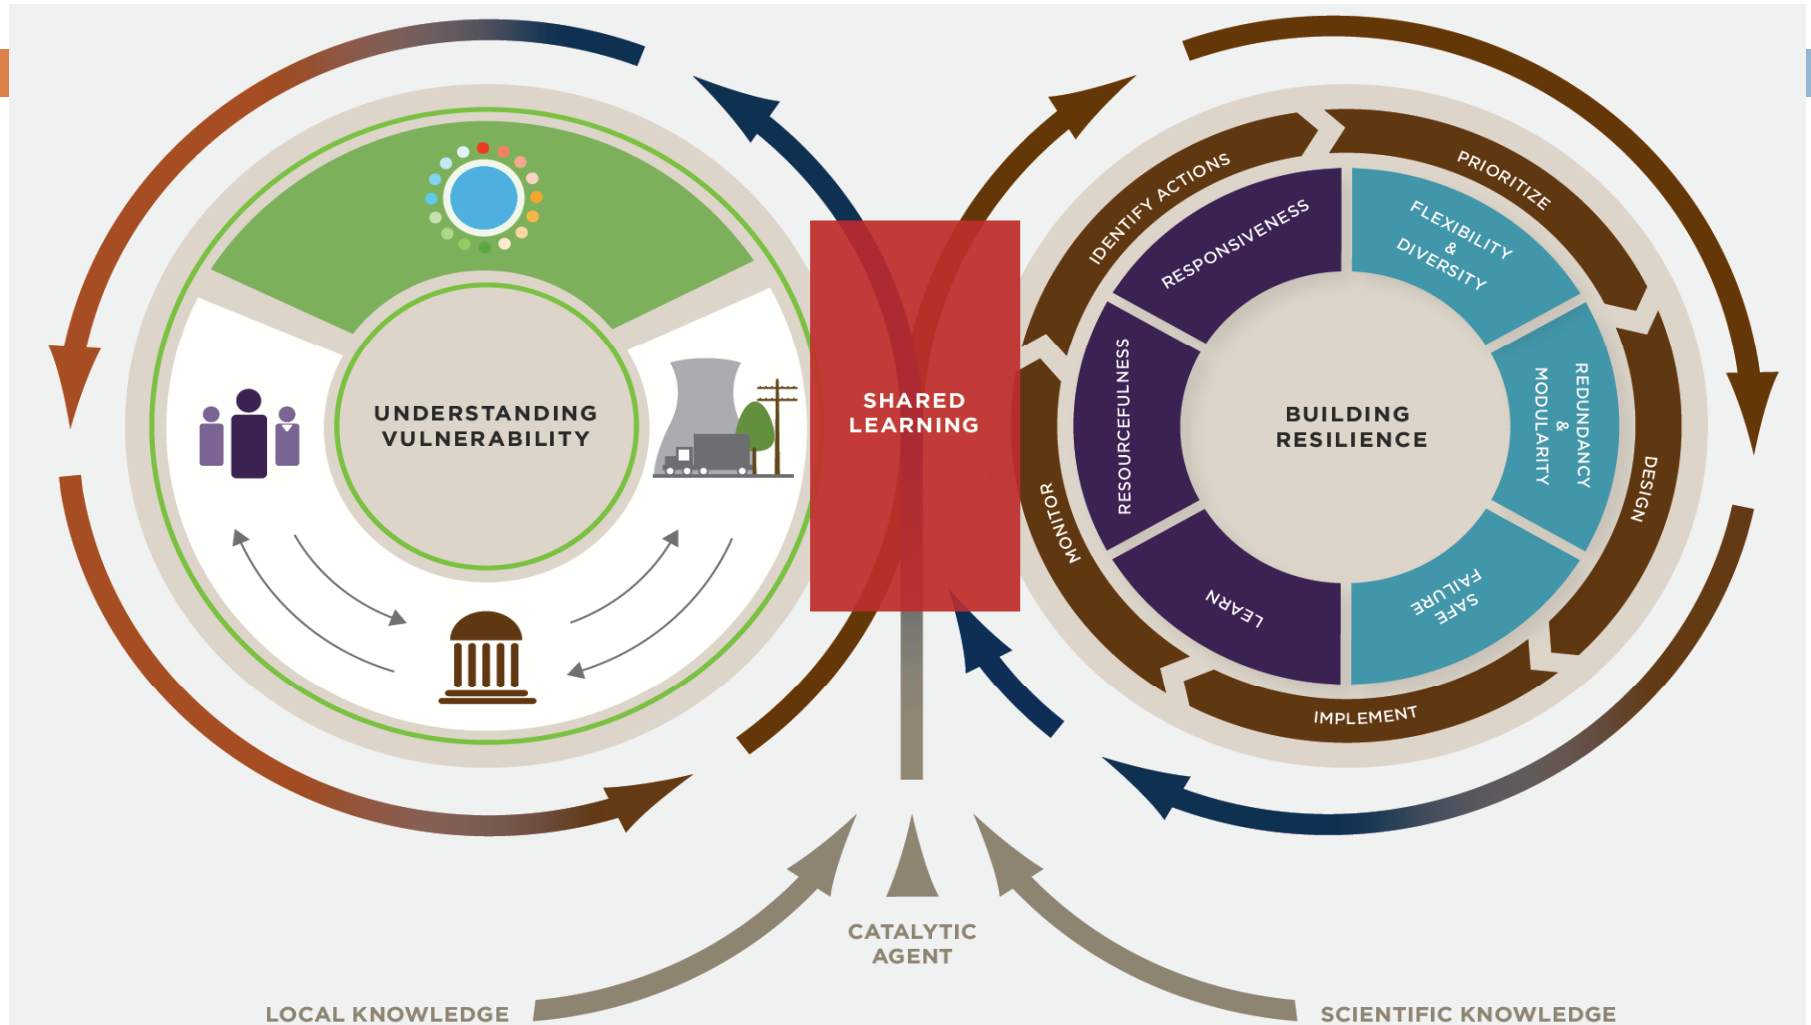 UNDERSTANDING
VULNERABILITY
SHARED
LEARNING
BUILDING
RESILIENCE
IDENTIFY ACTIONS
PRIORITIZE
DESIGN
IMPLEMENT
MONITOR
RESPONSIVENESS
FLEXIBILITY
&
DIVERSITY
REDUNDANCY
&
MODULARITY
SAFE
FAILURE
LEARN
RESOURCEFULNESS
CATALYTIC
AGENT
LOCAL KNOWLEDGE
SCIENTIFIC KNOWLEDGE